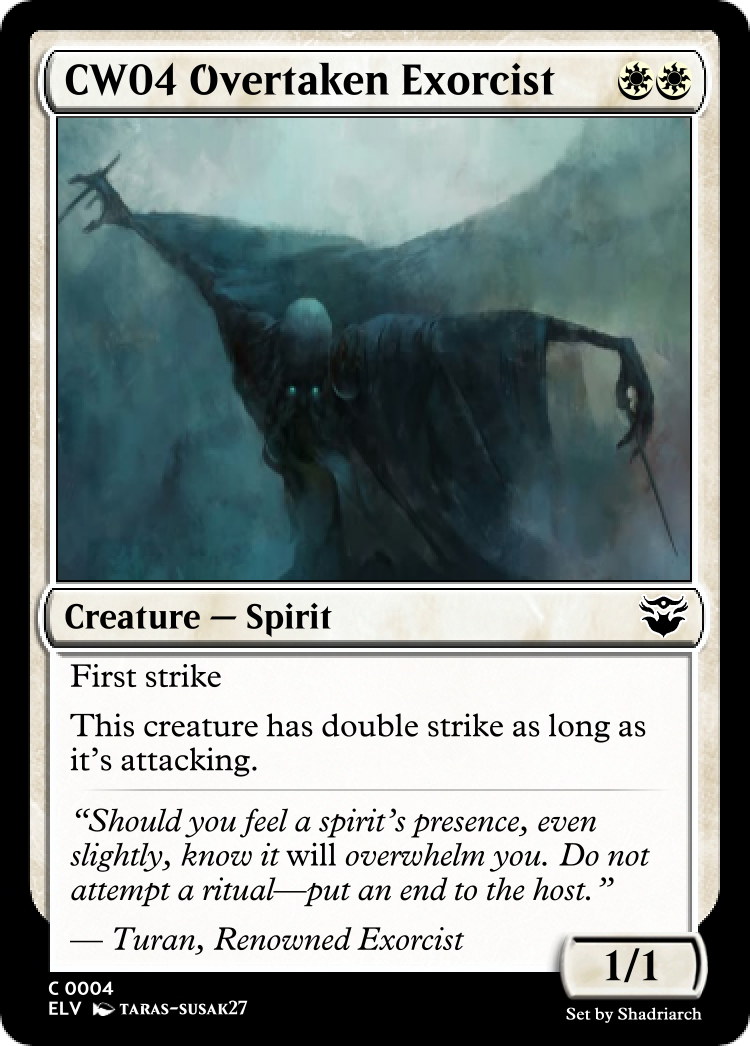 CW04 Overtaken Exorcist
Creature — Spirit
First strike
This creature has double strike as long as
it's attacking.
“Should you feel a spirit's presence, even
slightly, know it will overwhelm you. Do not
attempt a ritual—put an end to the host.”
— Turan, Renowned Exorcist
1/1
C 0004
ELV TARAS-SUSAK27
Set by Shadriarch